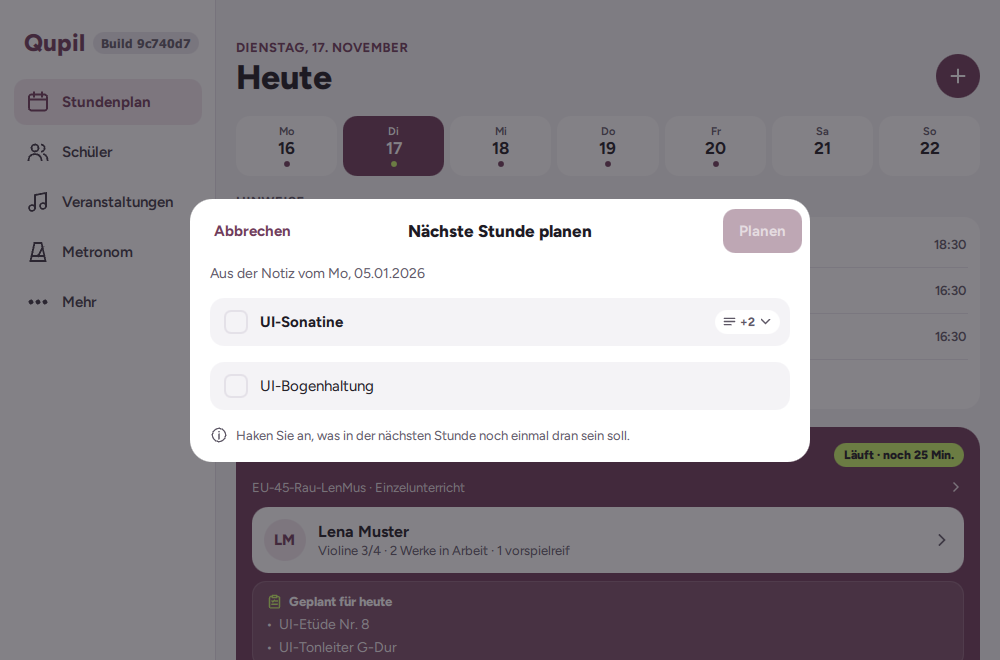 Qupil
Build 9c740d7
Stundenplan
Schüler
Veranstaltungen
Metronom
Mehr
DIENSTAG, 17. NOVEMBER
Heute
Mo
16
Di
17
Mi
18
Do
19
Fr
20
Sa
21
So
22
18:30
16:30
16:30
Abbrechen
Nächste Stunde planen
Planen
Aus der Notiz vom Mo, 05.01.2026
UI-Sonatine
+2
UI-Bogenhaltung
Haken Sie an, was in der nächsten Stunde noch einmal dran sein soll.
Läuft · noch 25 Min.
EU-45-Rau-LenMus · Einzelunterricht
LM
Lena Muster
Violine 3/4 · 2 Werke in Arbeit · 1 vorspielreif
Geplant für heute
• UI-Etüde Nr. 8
• UI-Tonleiter G-Dur